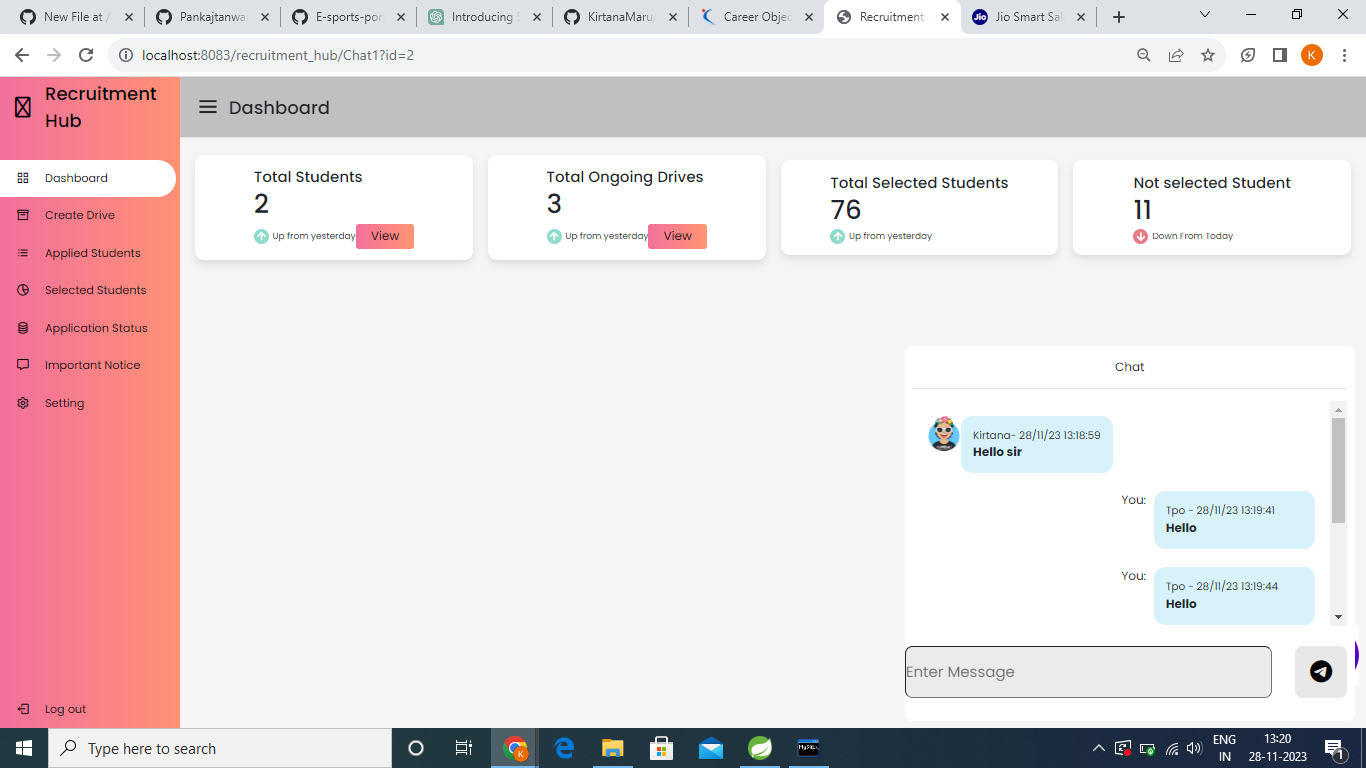 New File at /
Pankajtanwar
E-sports-por
Introducing
KirtanaMaru
Career Objec
Recruitment
Jio
Jio Smart Sal
localhost:8083/recruitment_hub/Chat1?id=2
K
Recruitment
Hub
Dashboard
Dashboard
Create Drive
Applied Students
Selected Students
Application Status
Important Notice
Setting
Log out
Total Students
2
Up from yesterday
View
Total Ongoing Drives
3
Up from yesterday
View
Total Selected Students
76
Up from yesterday
Not selected Student
11
Down From Today
Chat
Kirtana- 28/11/23 13:18:59
Hello sir
You:
Tpo - 28/11/23 13:19:41
Hello
You:
Tpo - 28/11/23 13:19:44
Hello
Enter Message
Type here to search
K
MySQL
ENG
IN
13:20
28-11-2023
1